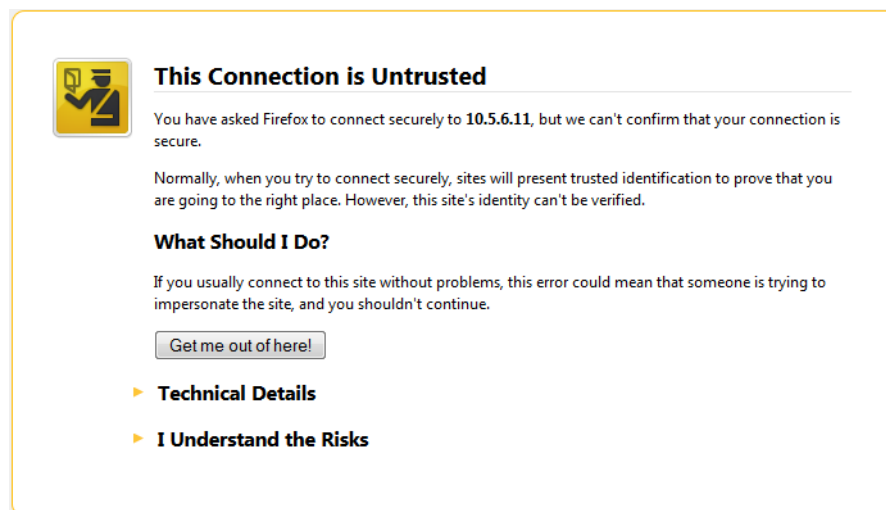 This Connection is Untrusted
You have asked Firefox to connect securely to 10.5.6.11, but we can't confirm that your connection is
secure.
Normally, when you try to connect securely, sites will present trusted identification to prove that you
are going to the right place. However, this site's identity can't be verified.
What Should I Do?
If you usually connect to this site without problems, this error could mean that someone is trying to
impersonate the site, and you shouldn't continue.
Get me out of here!
Technical Details
I Understand the Risks